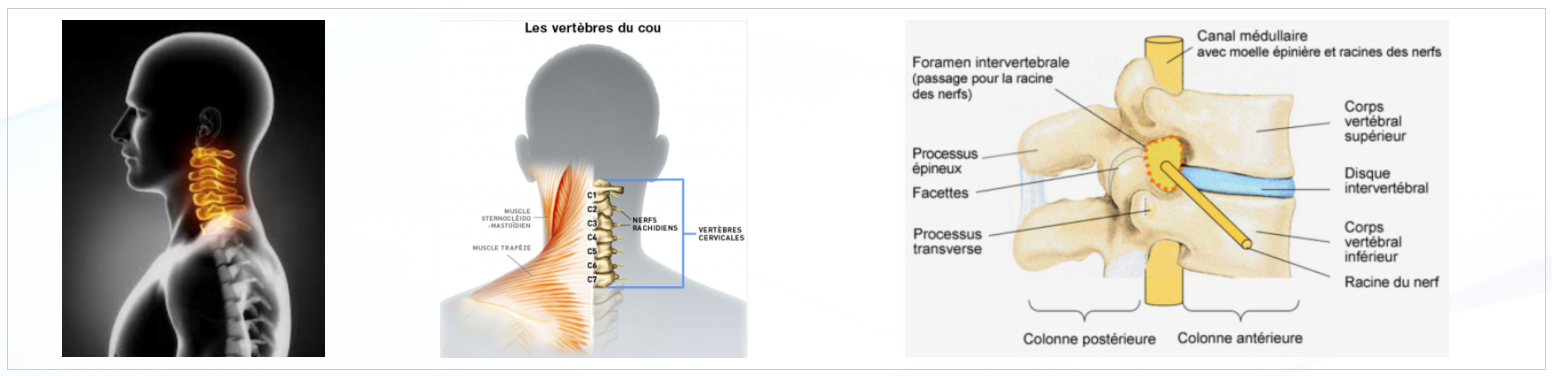 Les vertèbres du cou
MUSCLE
STERNOCLÉIDO
-MASTOÏDIEN
MUSCLE TRAPÈZE
C1
C2
C3
C4
C5
C6
C7
NERFS
RACHIDIENS
VERTÈBRES
CERVICALES
Canal médullaire
avec moelle épinière et racines des nerfs
Foramen intervertebrale
(passage pour la racine
des nerfs)
Processus
épineux
Facettes
Processus
transverse
Corps
vertébral
supérieur
Disque
intervertébral
Corps
vertébral
inférieur
Racine du nerf
Colonne postérieure
Colonne antérieure